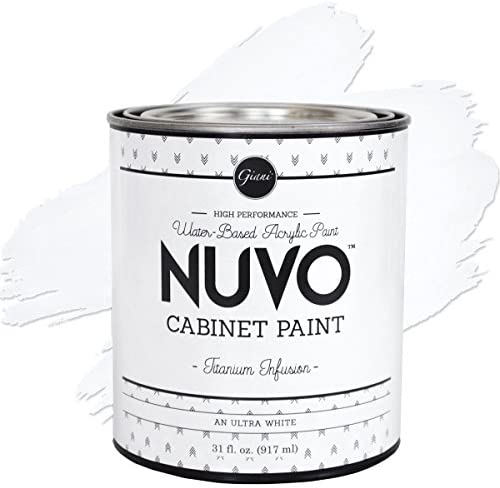 Giani
HIGH PERFORMANCE
Water-Based Acrylic Paint
NUVO™
CABINET PAINT
- Titanium Infusion -
AN ULTRA WHITE
31 fl. oz. (917 ml)